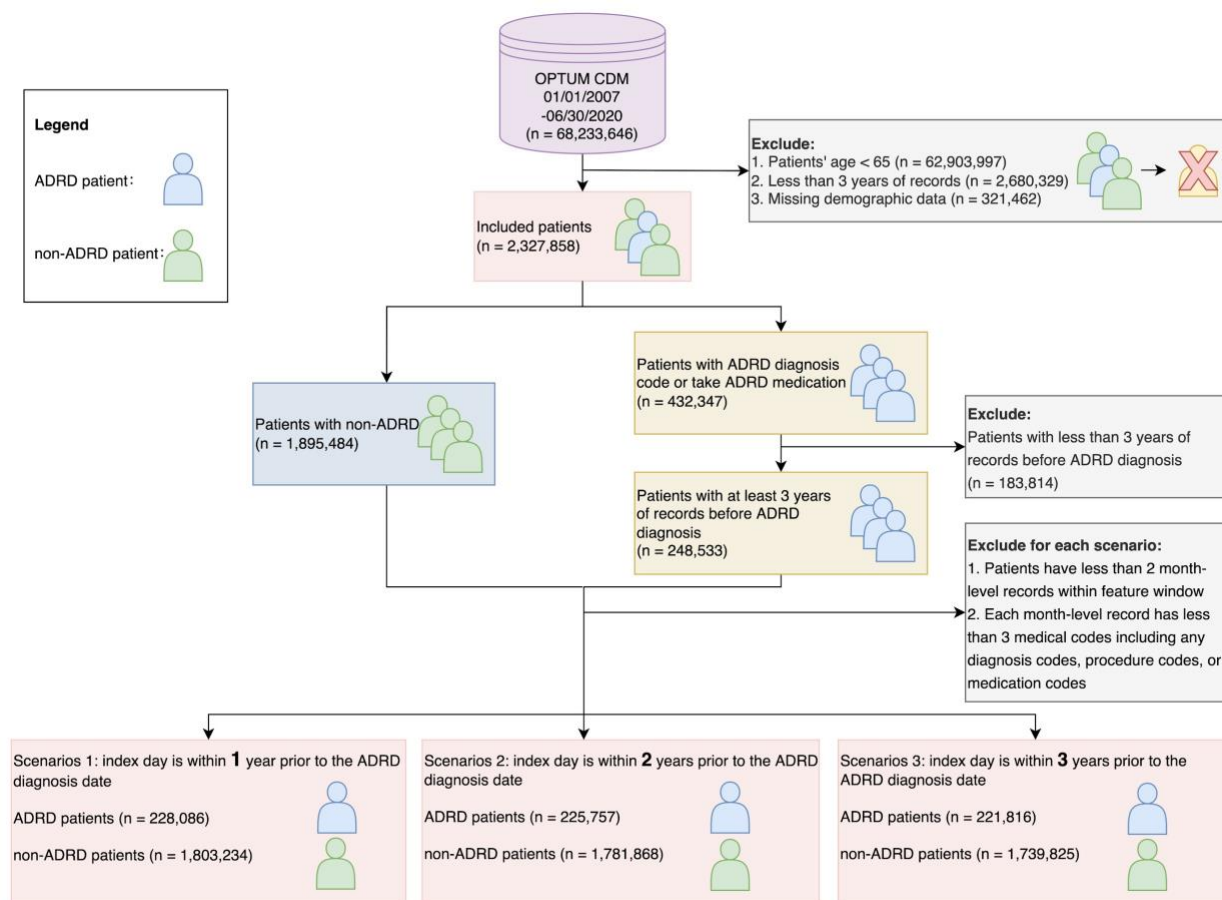 OPTUM CDM
01/01/2007
-06/30/2020
(n = 68,233,646)
Legend
ADRD patient:
non-ADRD patient:
Exclude:
1. Patients' age < 65 (n = 62,903,997)
2. Less than 3 years of records (n = 2,680,329)
3. Missing demographic data (n = 321,462)
Included patients
(n = 2,327,858)
Patients with non-ADRD
(n = 1,895,484)
Patients with ADRD diagnosis
code or take ADRD medication
(n = 432,347)
Exclude:
Patients with less than 3 years of
records before ADRD diagnosis
(n = 183,814)
Patients with at least 3 years
of records before ADRD
diagnosis
(n = 248,533)
Exclude for each scenario:
1. Patients have less than 2 month-
level records within feature window
2. Each month-level record has less
than 3 medical codes including any
diagnosis codes, procedure codes, or
medication codes
Scenarios 1: index day is within 1 year prior to the ADRD
diagnosis date
ADRD patients (n = 228,086)
non-ADRD patients (n = 1,803,234)
Scenarios 2: index day is within 2 years prior to the ADRD
diagnosis date
ADRD patients (n = 225,757)
non-ADRD patients (n = 1,781,868)
Scenarios 3: index day is within 3 years prior to the
ADRD diagnosis date
ADRD patients (n = 221,816)
non-ADRD patients (n = 1,739,825)